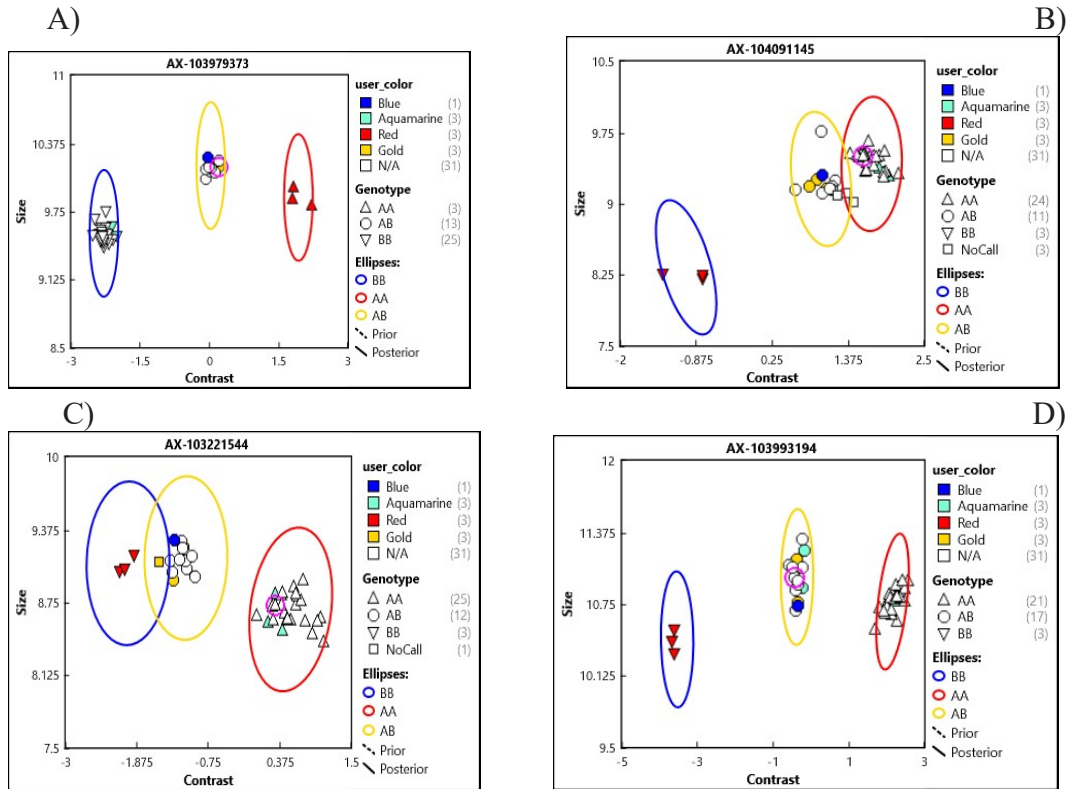 A)
AX-103979373
Size
11
10.375
9.75
9.125
8.5
-3 -1.5 0 1.5 3
Contrast
user_color
Blue (1)
Aquamarine (3)
Red (3)
Gold (3)
N/A (31)
Genotype
AA (3)
AB (13)
BB (25)
Ellipses:
BB
AA
AB
Prior
Posterior
B)
AX-104091145
Size
10.5
9.75
9
8.25
7.5
-2 -0.875 0.25 1.375 2.5
Contrast
user_color
Blue (1)
Aquamarine (3)
Red (3)
Gold (3)
N/A (31)
Genotype
AA (24)
AB (11)
BB (3)
NoCall (3)
Ellipses:
BB
AA
AB
Prior
Posterior
C)
AX-103221544
Size
10
9.375
8.75
8.125
7.5
-3 -1.875 -0.75 0.375 1.5
Contrast
user_color
Blue (1)
Aquamarine (3)
Red (3)
Gold (3)
N/A (31)
Genotype
AA (25)
AB (12)
BB (3)
NoCall (1)
Ellipses:
BB
AA
AB
Prior
Posterior
D)
AX-103993194
Size
12
11.375
10.75
10.125
9.5
-5 -3 -1 1 3
Contrast
user_color
Blue (1)
Aquamarine (3)
Red (3)
Gold (3)
N/A (31)
Genotype
AA (21)
AB (17)
BB (3)
Ellipses:
BB
AA
AB
Prior
Posterior